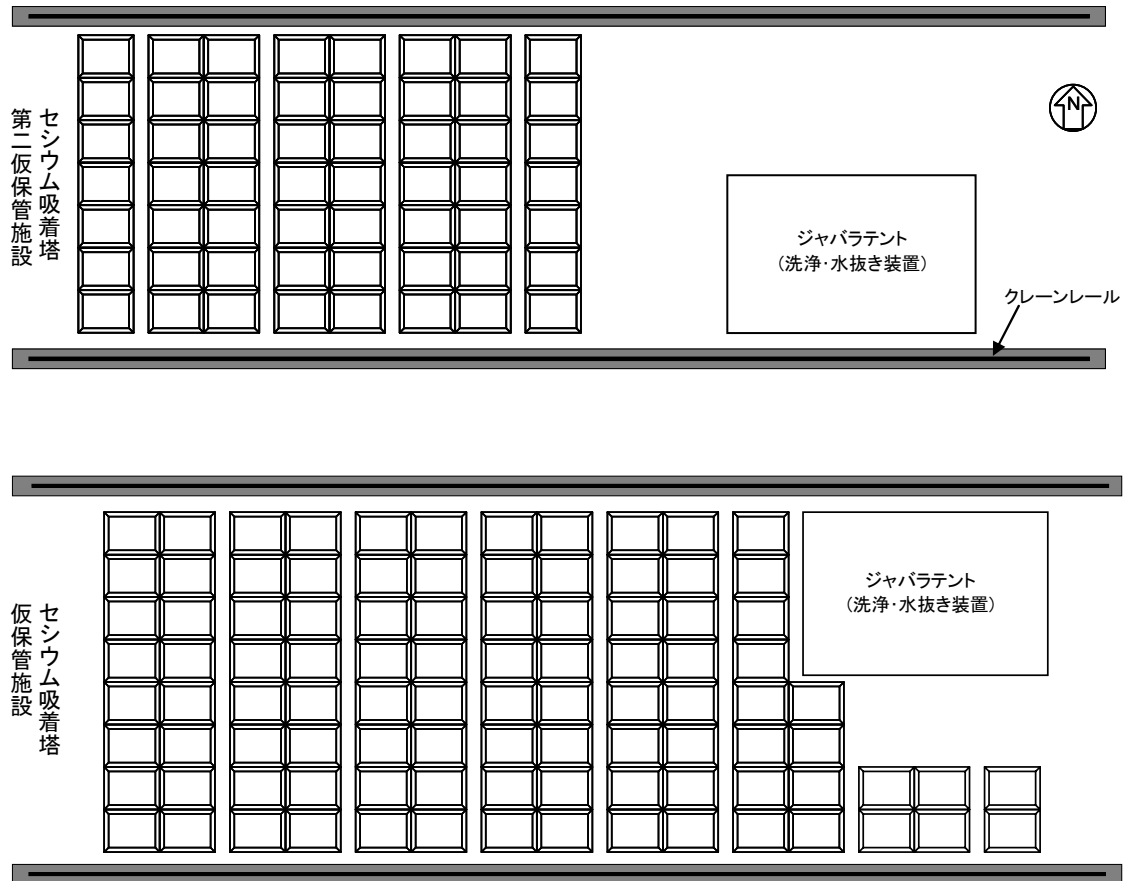 セシウム吸着塔
第二仮保管施設
N
ジャバラテント
（洗浄・水抜き装置）
クレーンレール
セシウム吸着塔
仮保管施設
ジャバラテント
（洗浄・水抜き装置）